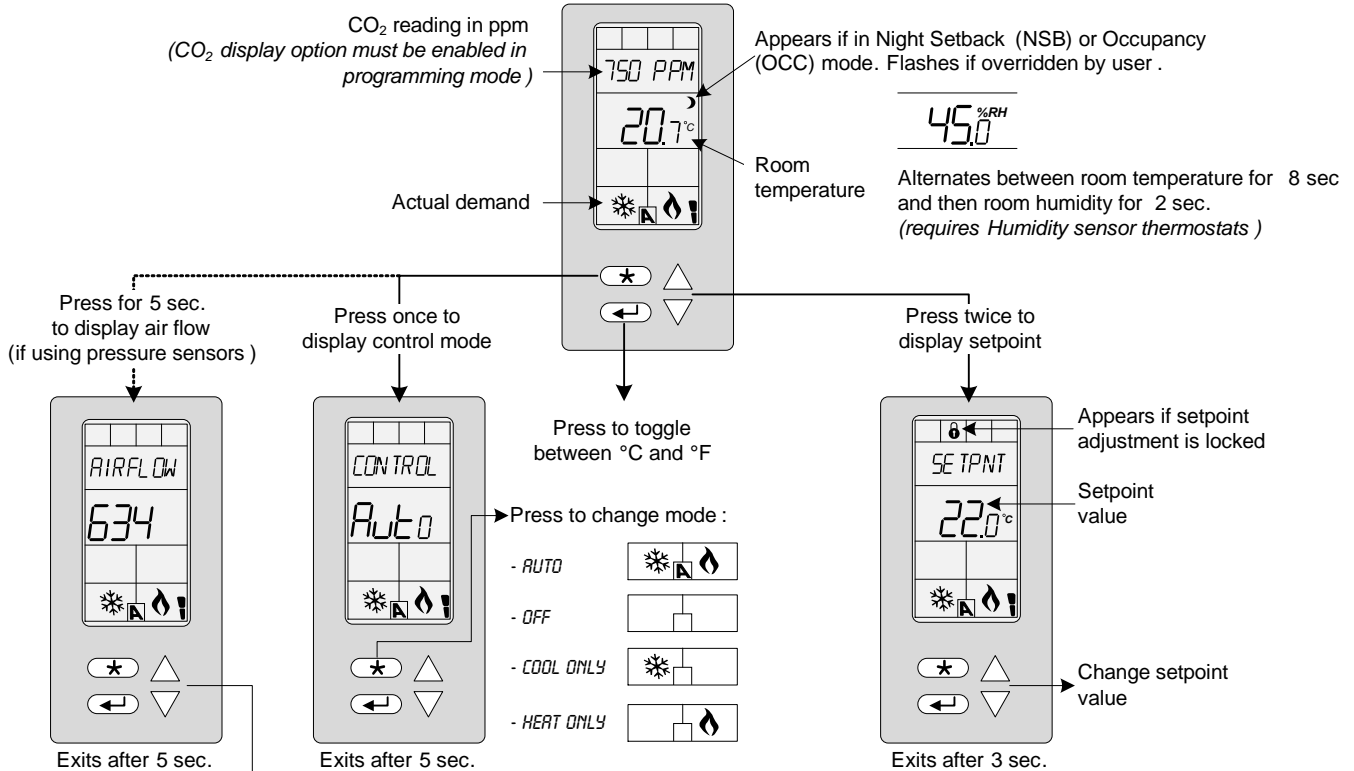 CO₂ reading in ppm
(CO₂ display option must be enabled in
programming mode )
750 PPM
20.7°C
Appears if in Night Setback (NSB) or Occupancy
(OCC) mode. Flashes if overridden by user .
45.0 %RH
Alternates between room temperature for 8 sec
and then room humidity for 2 sec.
(requires Humidity sensor thermostats )
Room
temperature
Actual demand
A
Press for 5 sec.
to display air flow
(if using pressure sensors )
Press once to
display control mode
Press to toggle
between °C and °F
Press twice to
display setpoint
AIRFLOW
634
A
Exits after 5 sec.
CONTROL
Auto
A
Exits after 5 sec.
Press to change mode :
- AUTO
A
- OFF
- COOL ONLY
- HEAT ONLY
SETPNT
22.0°C
A
Appears if setpoint
adjustment is locked
Setpoint
value
Change setpoint
value
Exits after 3 sec.